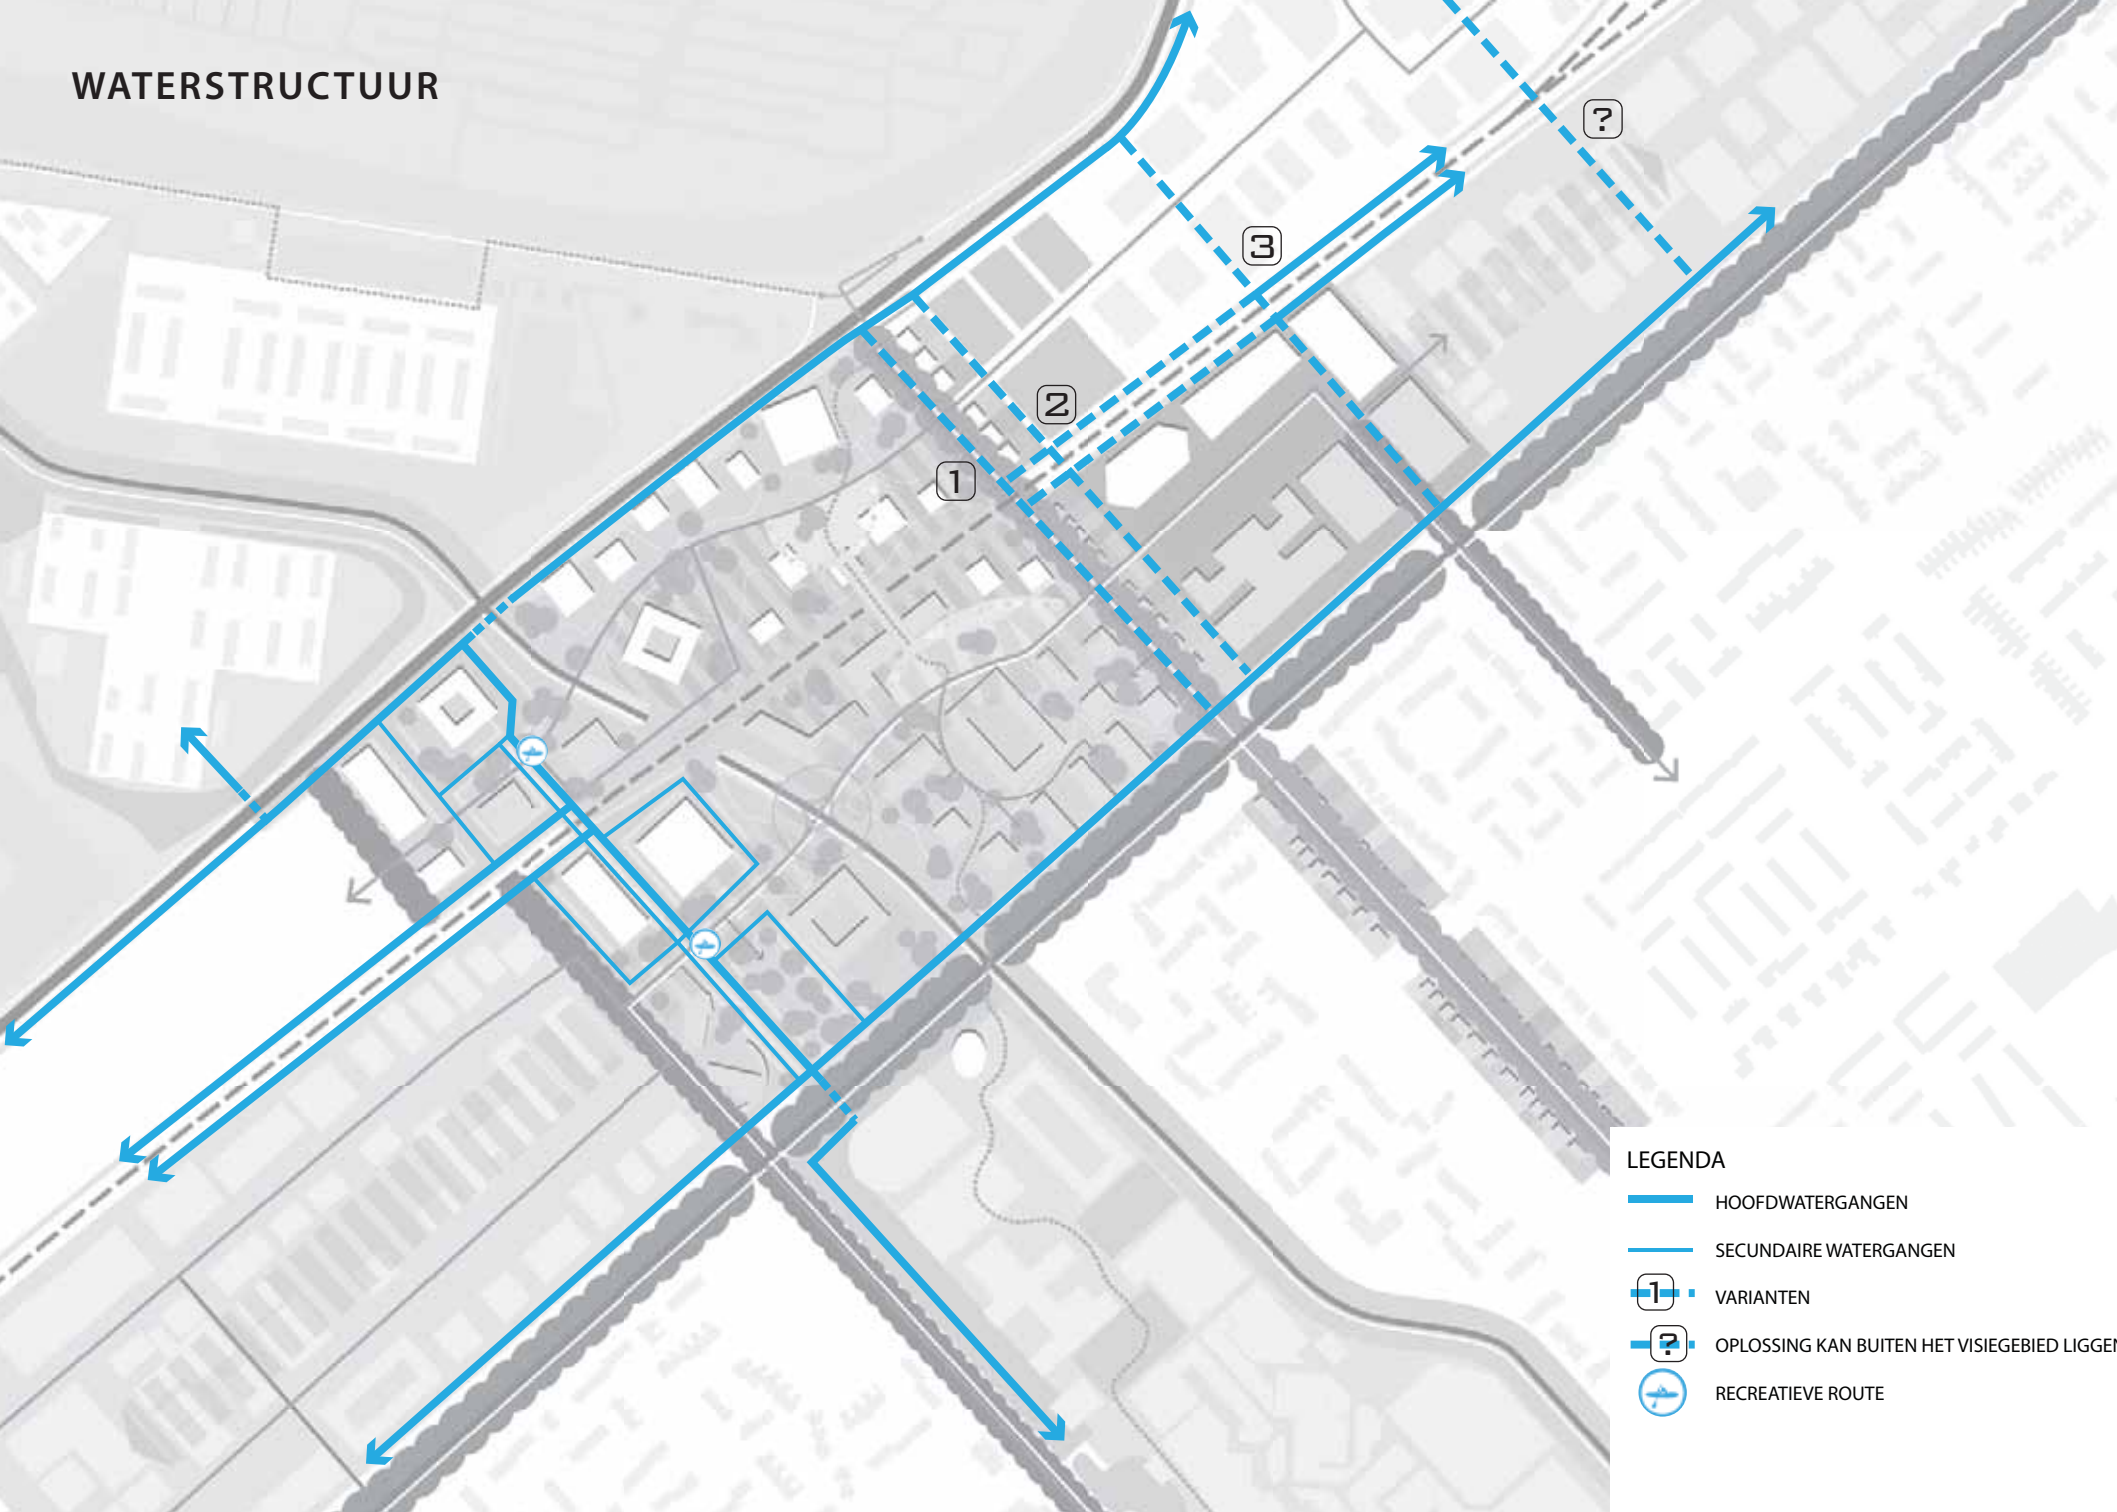 WATERSTRUCTUUR
?
3
2
1
LEGENDA
HOOFDWATERGANGEN
SECUNDAIRE WATERGANGEN
1 VARIANTEN
? OPLOSSING KAN BUITEN HET VISIEGEBIED LIGGEN
RECREATIEVE ROUTE